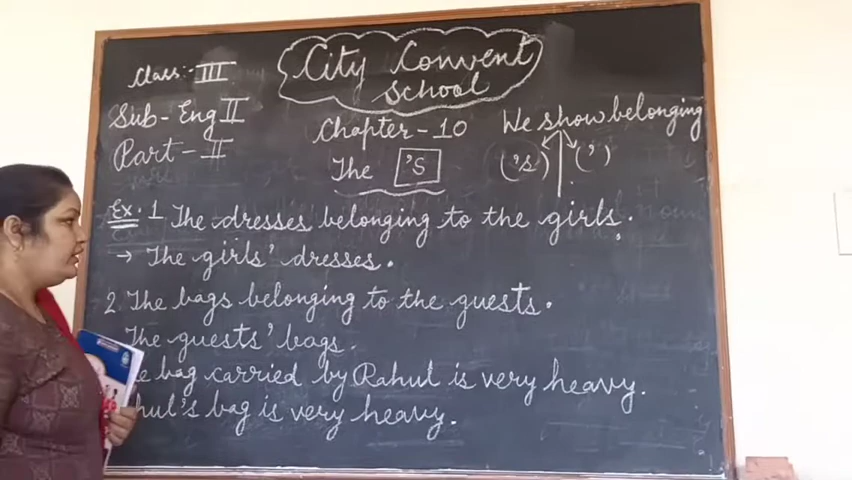 City Convent
School
Class:- III
Sub- Eng II
Part- II
Chapter - 10
The 's
We show belonging
('s) (')
Ex. 1 The dresses belonging to the girls.
→ The girls' dresses.
2 The bags belonging to the guests.
The guests' bags.
bag carried by Rahul is very heavy.
bag is very heavy.